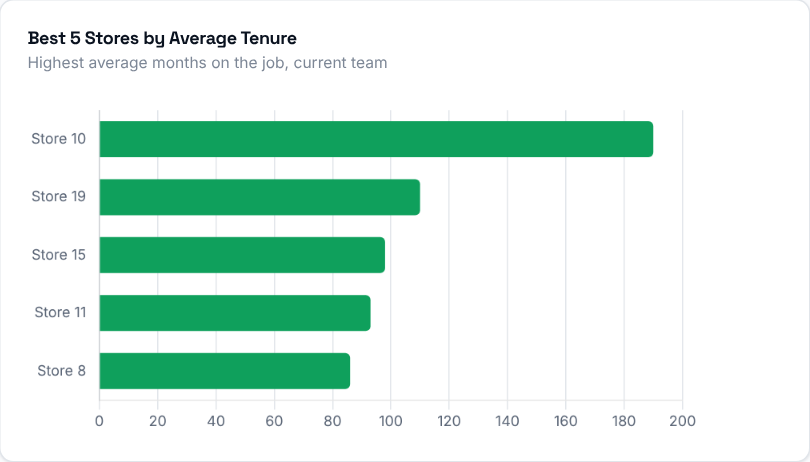 Best 5 Stores by Average Tenure
Highest average months on the job, current team
Store 10
Store 19
Store 15
Store 11
Store 8
0 20 40 60 80 100 120 140 160 180 200